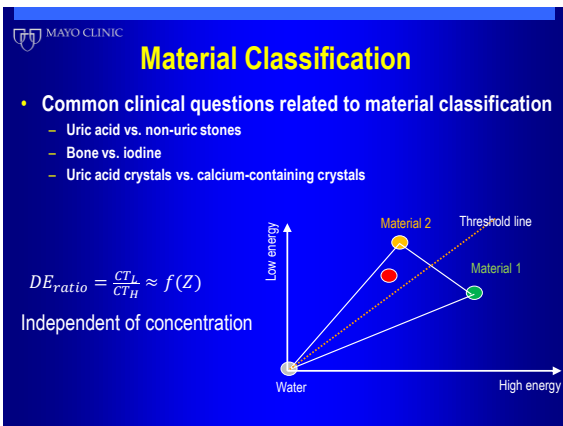 MAYO CLINIC
Material Classification
• Common clinical questions related to material classification
– Uric acid vs. non-uric stones
– Bone vs. iodine
– Uric acid crystals vs. calcium-containing crystals
Material 2
Threshold line
Low energy
Material 1
DE_ratio = CT_L / CT_H ≈ f(Z)
Independent of concentration
Water
High energy